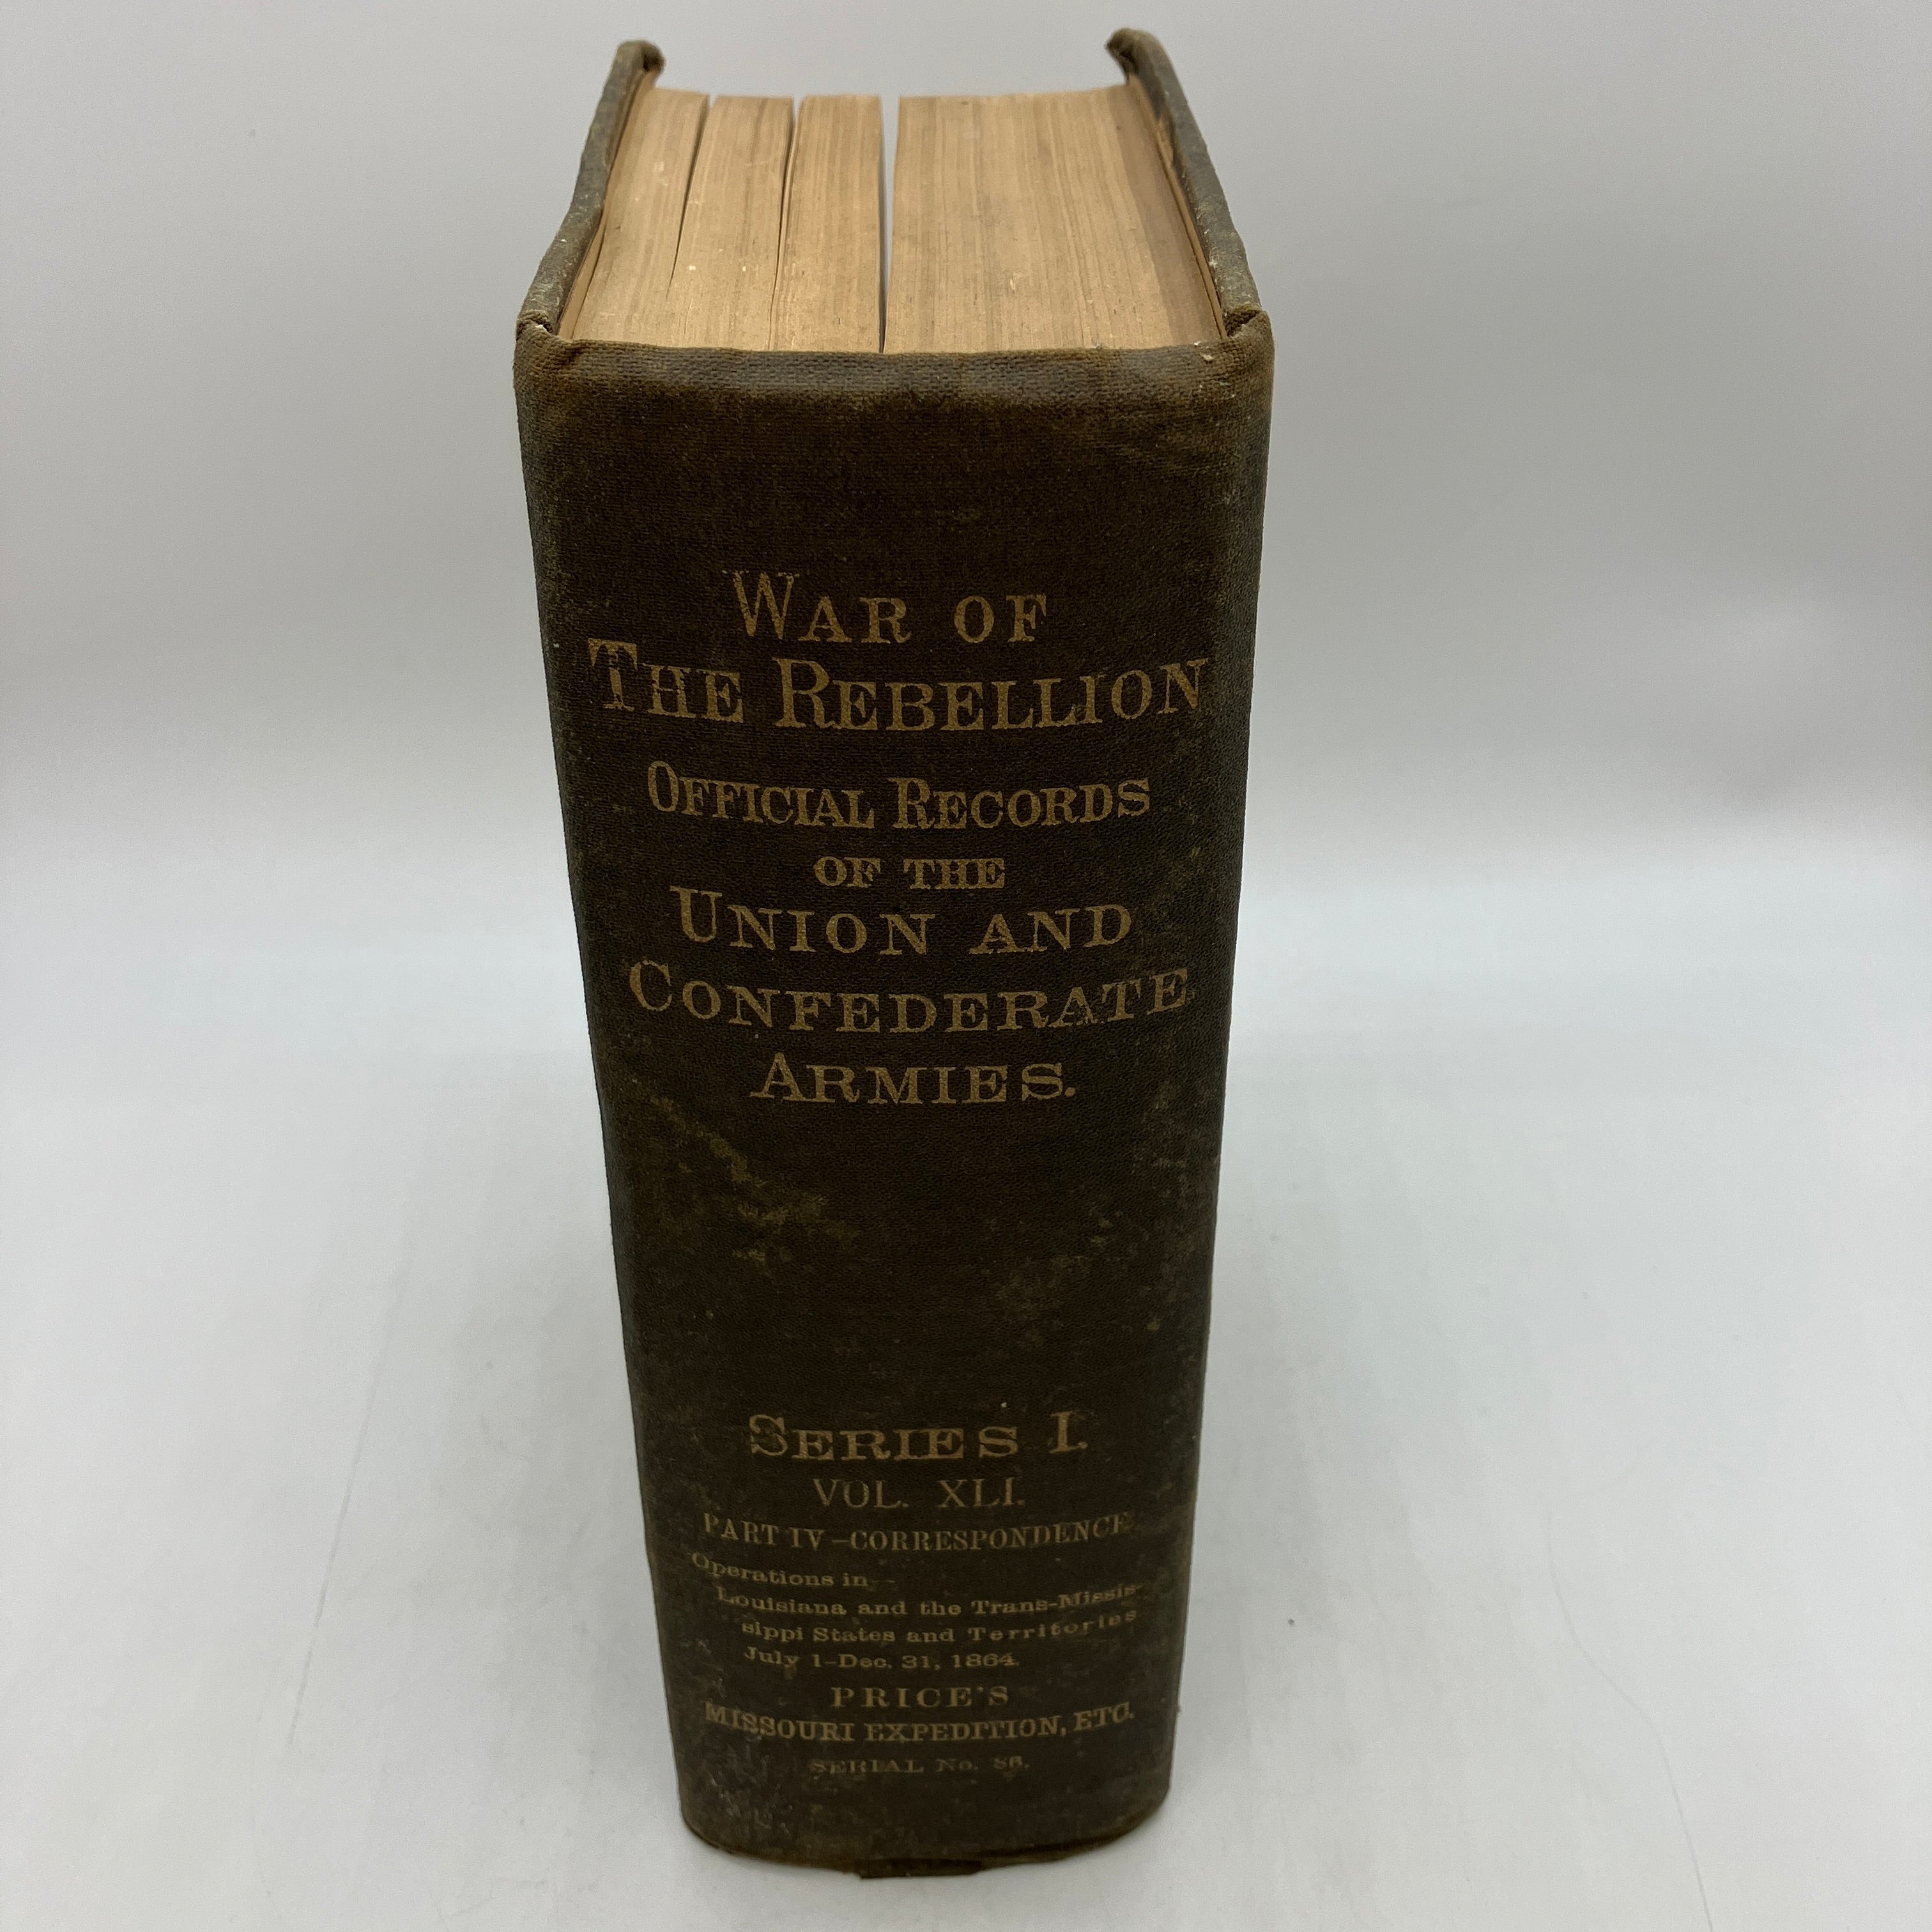 WAR OF
THE REBELLION
OFFICIAL RECORDS
OF THE
UNION AND
CONFEDERATE
ARMIES.
SERIES I.
VOL. XLI.
PART IV-CORRESPONDENCE
Operations in-
Louisiana and the Trans-Missis-
sippi States and Territories
July 1-Dec. 31, 1864.
PRICE'S
MISSOURI EXPEDITION, ETC.
SERIAL No. 86.